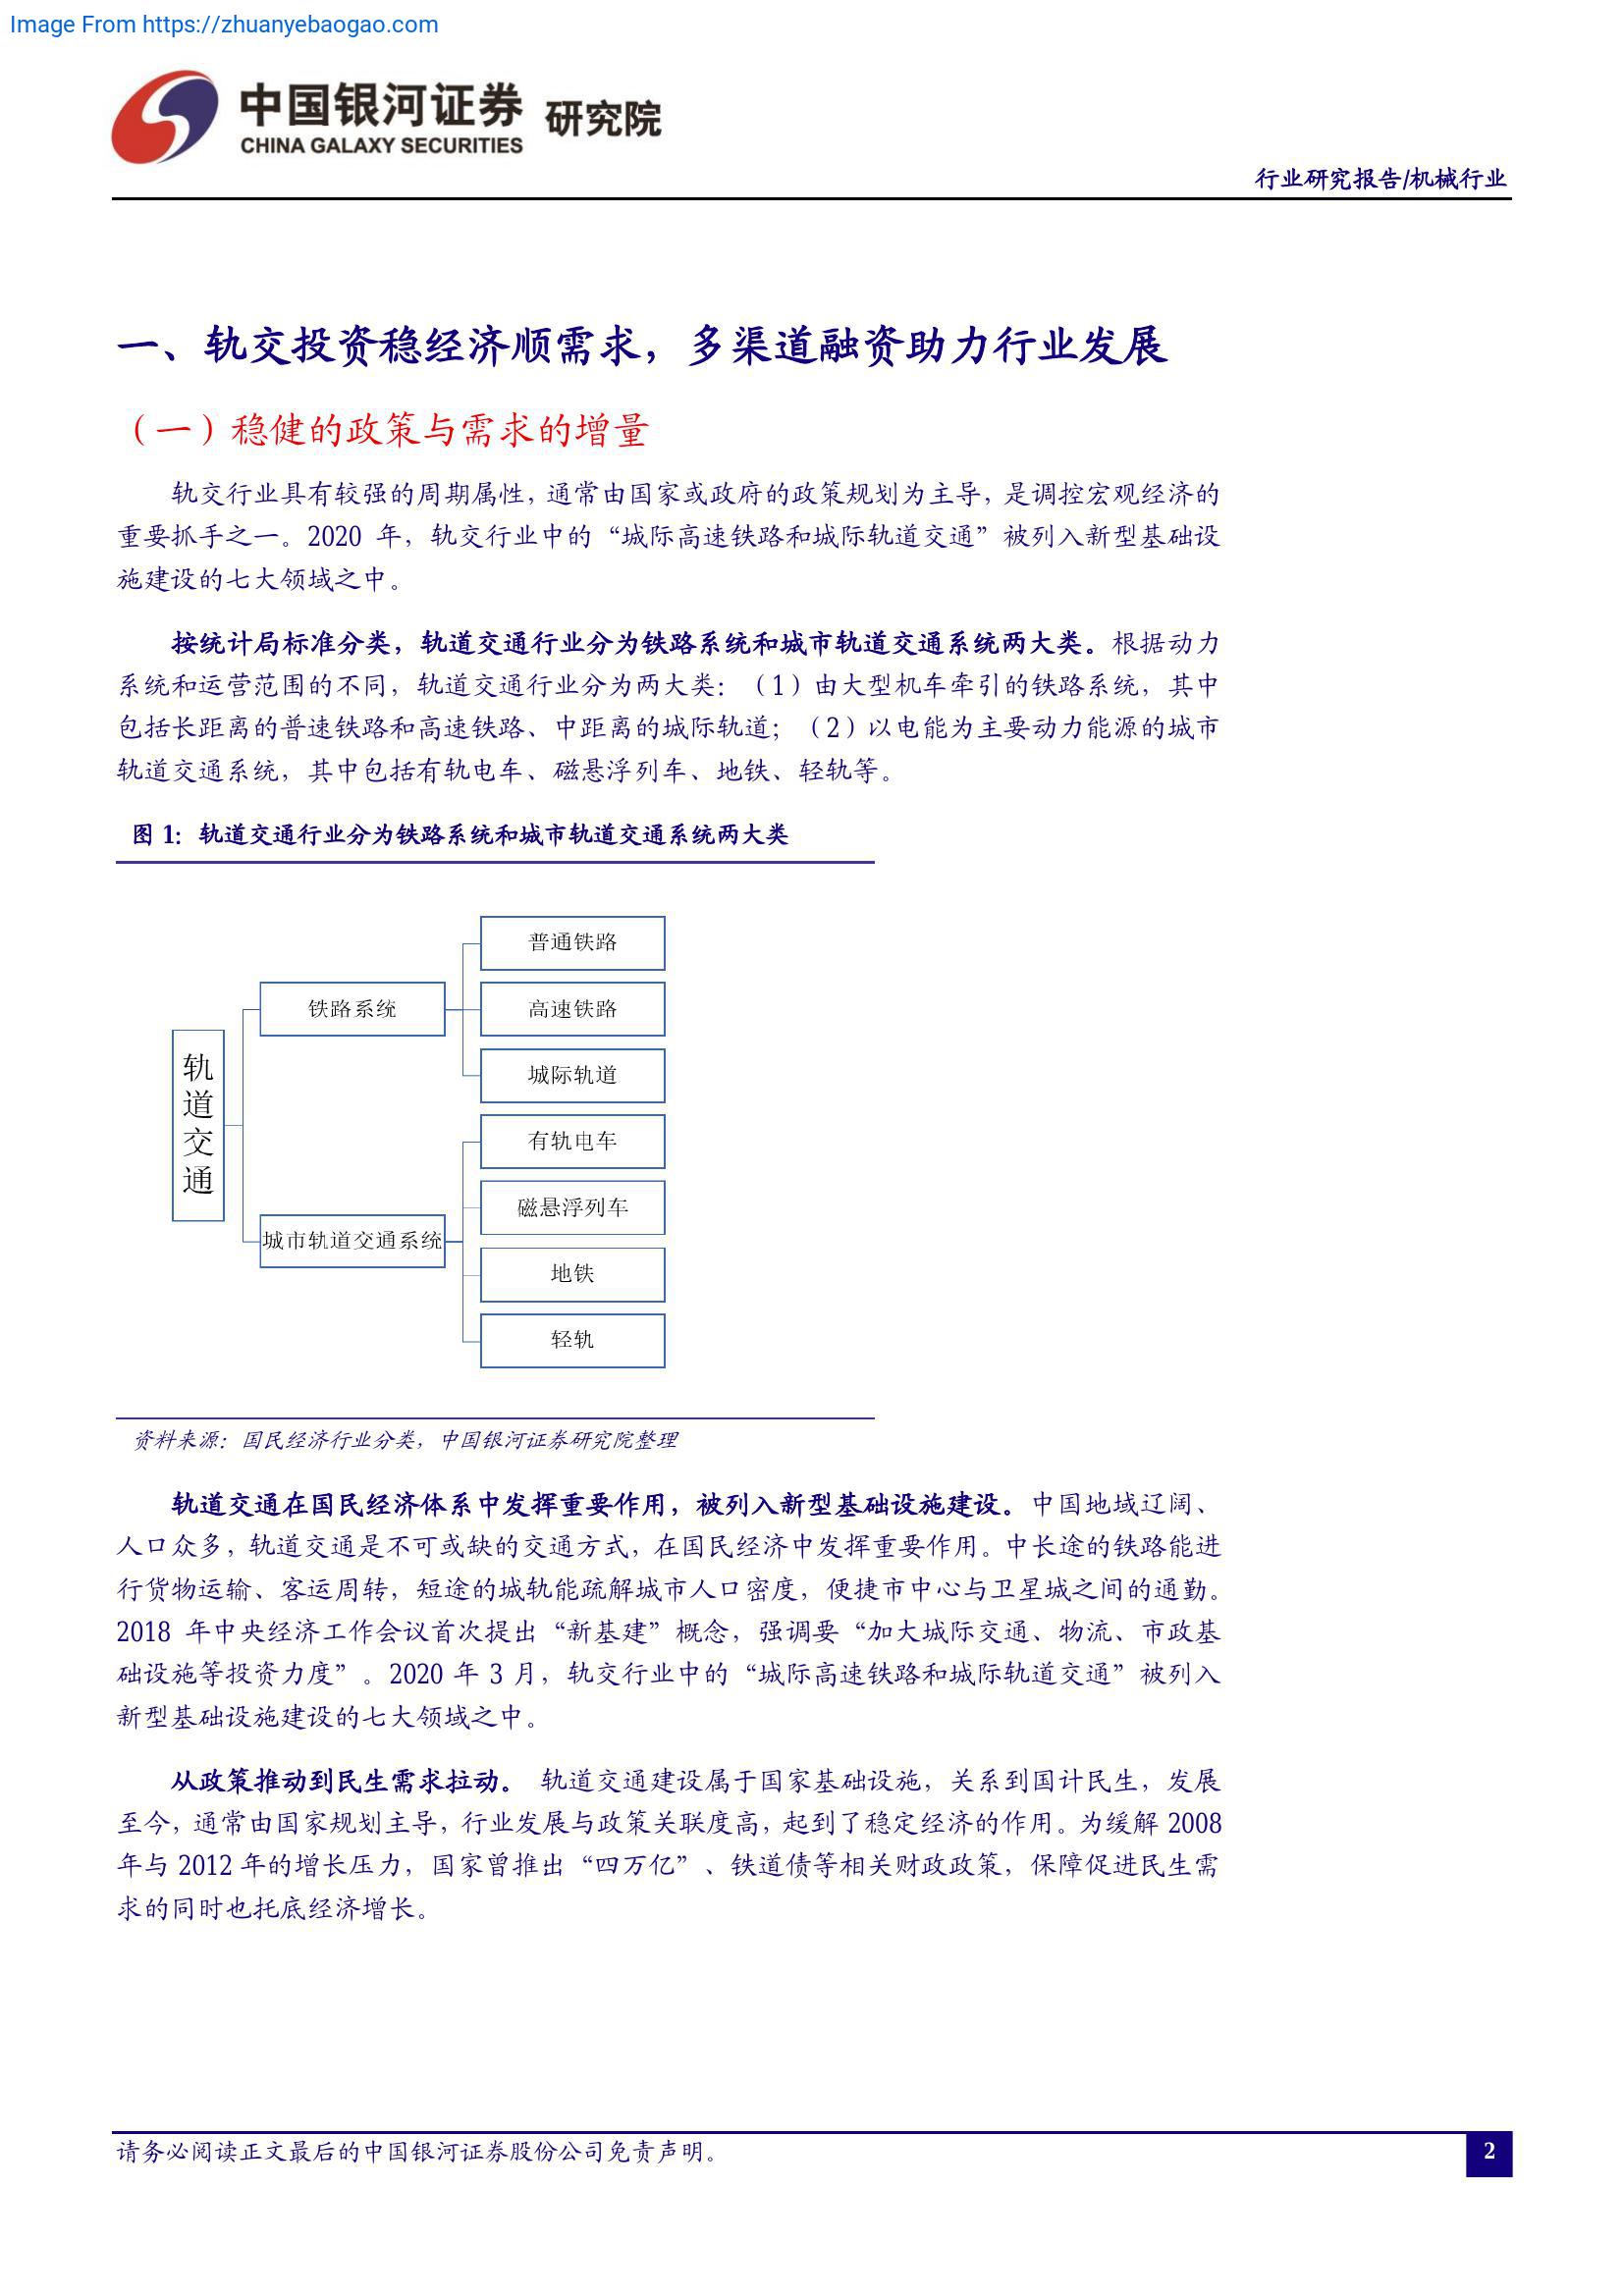 Image From https://zhuanyebaogao.com
中国银河证券 研究院
CHINA GALAXY SECURITIES
行业研究报告/机械行业
一、轨交投资稳经济顺需求，多渠道融资助力行业发展
（一）稳健的政策与需求的增量
轨交行业具有较强的周期属性，通常由国家或政府的政策规划为主导，是调控宏观经济的
重要抓手之一。2020 年，轨交行业中的“城际高速铁路和城际轨道交通”被列入新型基础设
施建设的七大领域之中。
按统计局标准分类，轨道交通行业分为铁路系统和城市轨道交通系统两大类。根据动力
系统和运营范围的不同，轨道交通行业分为两大类：（1）由大型机车牵引的铁路系统，其中
包括长距离的普速铁路和高速铁路、中距离的城际轨道；（2）以电能为主要动力能源的城市
轨道交通系统，其中包括有轨电车、磁悬浮列车、地铁、轻轨等。
图 1：轨道交通行业分为铁路系统和城市轨道交通系统两大类
轨道交通
铁路系统
普通铁路
高速铁路
城际轨道
城市轨道交通系统
有轨电车
磁悬浮列车
地铁
轻轨
资料来源：国民经济行业分类，中国银河证券研究院整理
轨道交通在国民经济体系中发挥重要作用，被列入新型基础设施建设。中国地域辽阔、
人口众多，轨道交通是不可或缺的交通方式，在国民经济中发挥重要作用。中长途的铁路能进
行货物运输、客运周转，短途的城轨能疏解城市人口密度，便捷市中心与卫星城之间的通勤。
2018 年中央经济工作会议首次提出“新基建”概念，强调要“加大城际交通、物流、市政基
础设施等投资力度”。2020 年 3 月，轨交行业中的“城际高速铁路和城际轨道交通”被列入
新型基础设施建设的七大领域之中。
从政策推动到民生需求拉动。 轨道交通建设属于国家基础设施，关系到国计民生，发展
至今，通常由国家规划主导，行业发展与政策关联度高，起到了稳定经济的作用。为缓解 2008
年与 2012 年的增长压力，国家曾推出“四万亿”、铁道债等相关财政政策，保障促进民生需
求的同时也托底经济增长。
请务必阅读正文最后的中国银河证券股份公司免责声明。
2